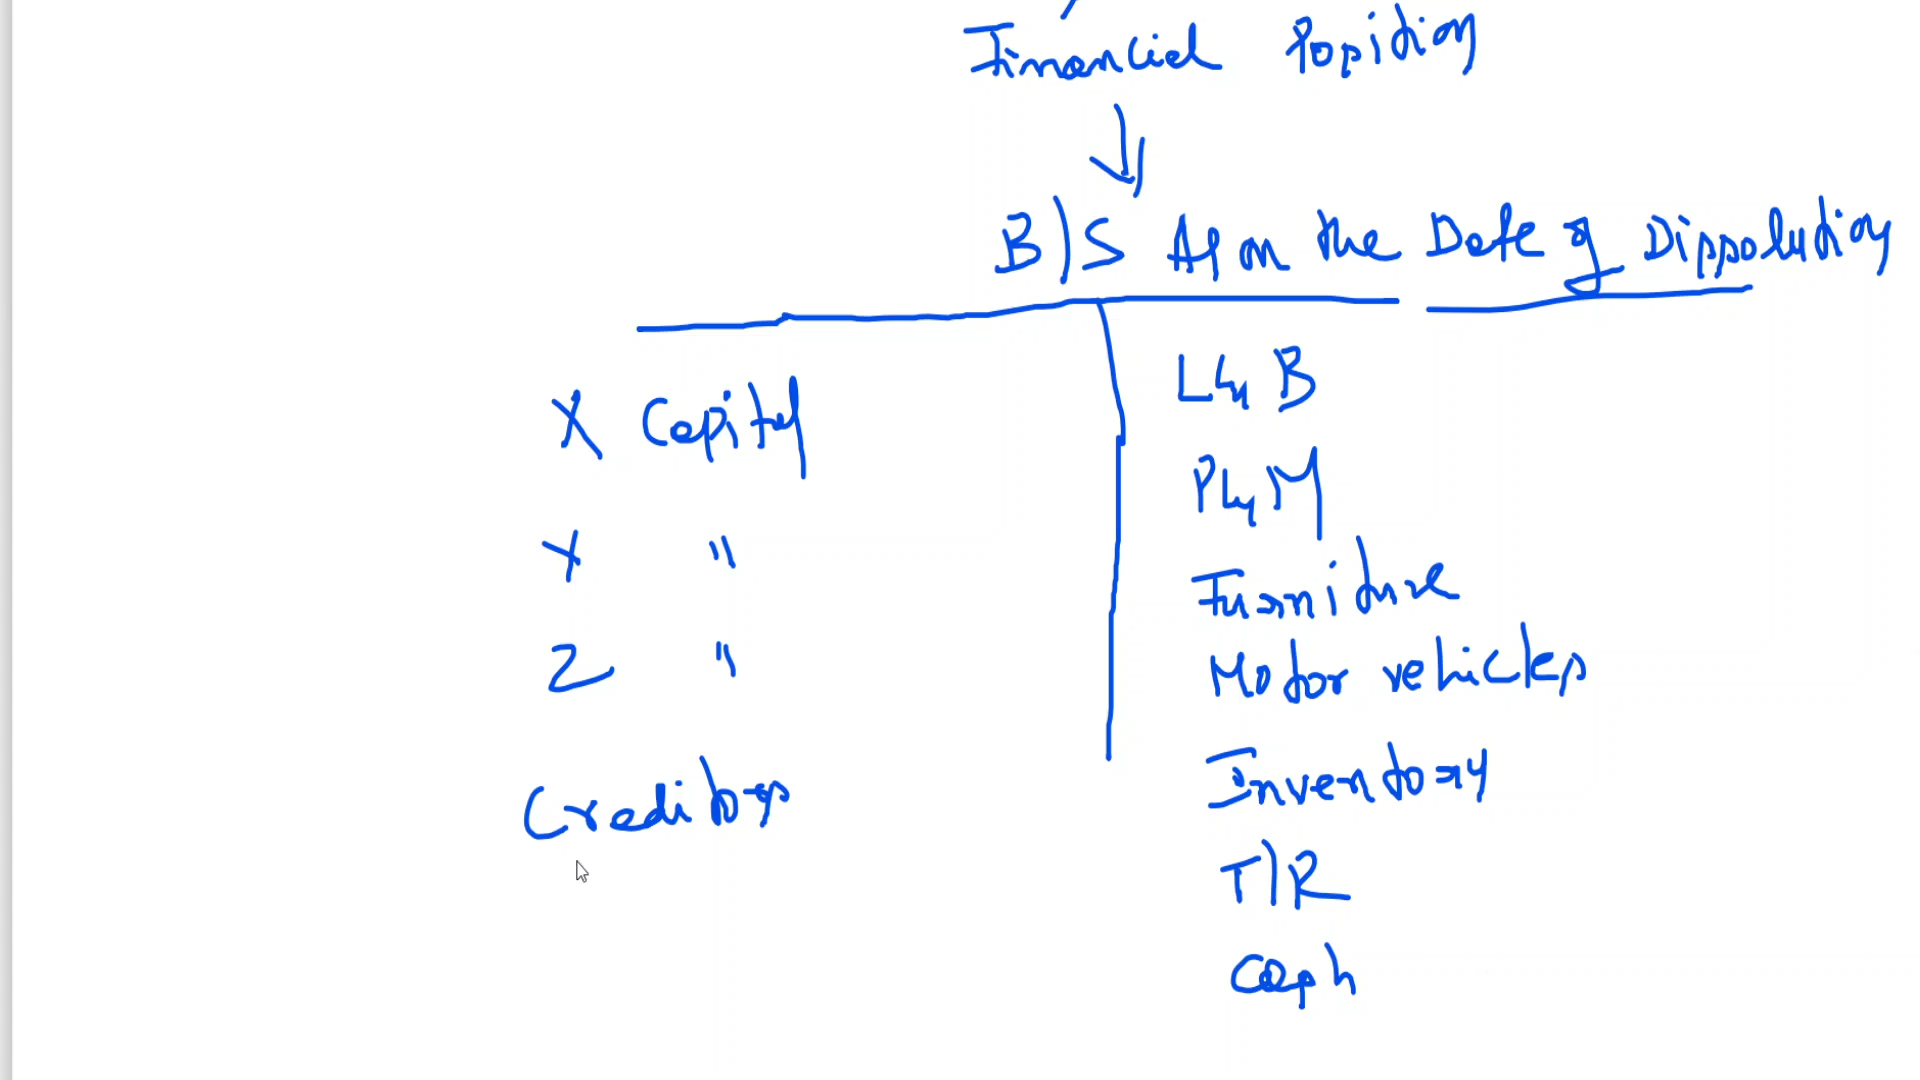 Financial Position
B/S As on the Date of Dissolution
X Capital
Y "
Z "
Creditors
L & B
P & M
Furniture
Motor vehicles
Inventory
T/R
Cash